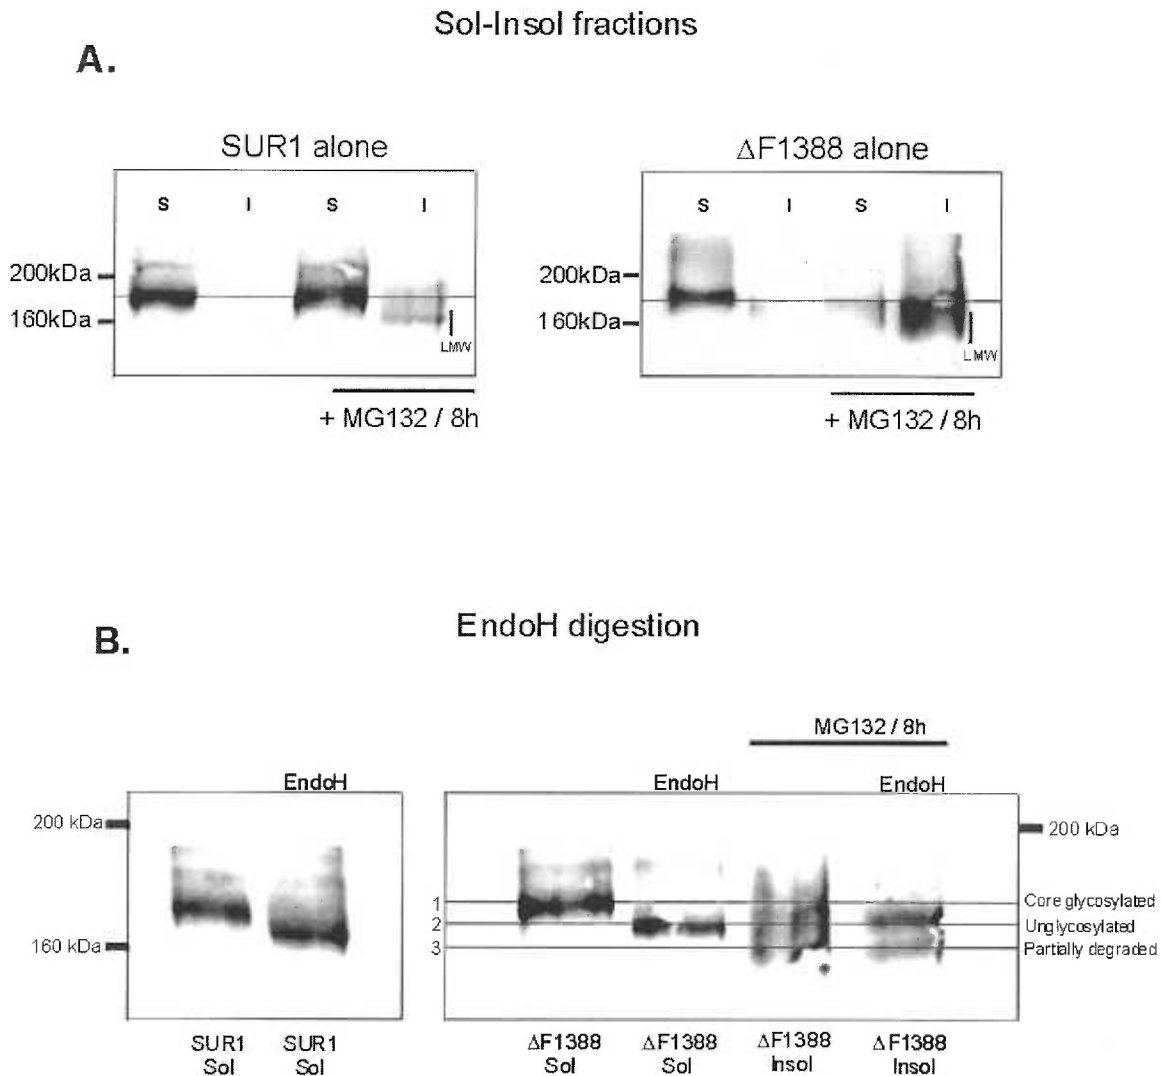 Sol-Insol fractions
A.
SUR1 alone
ΔF1388 alone
S I S I
S I S I
200kDa
200kDa
160kDa
160kDa
LMW
LMW
+ MG132 / 8h
+ MG132 / 8h
EndoH digestion
B.
MG132 / 8h
EndoH
EndoH
EndoH
200 kDa
200 kDa
1
Core glycosylated
2
Unglycosylated
160 kDa
3
Partially degraded
SUR1
Sol
SUR1
Sol
ΔF1388
Sol
ΔF1388
Sol
ΔF1388
Insol
ΔF1388
Insol